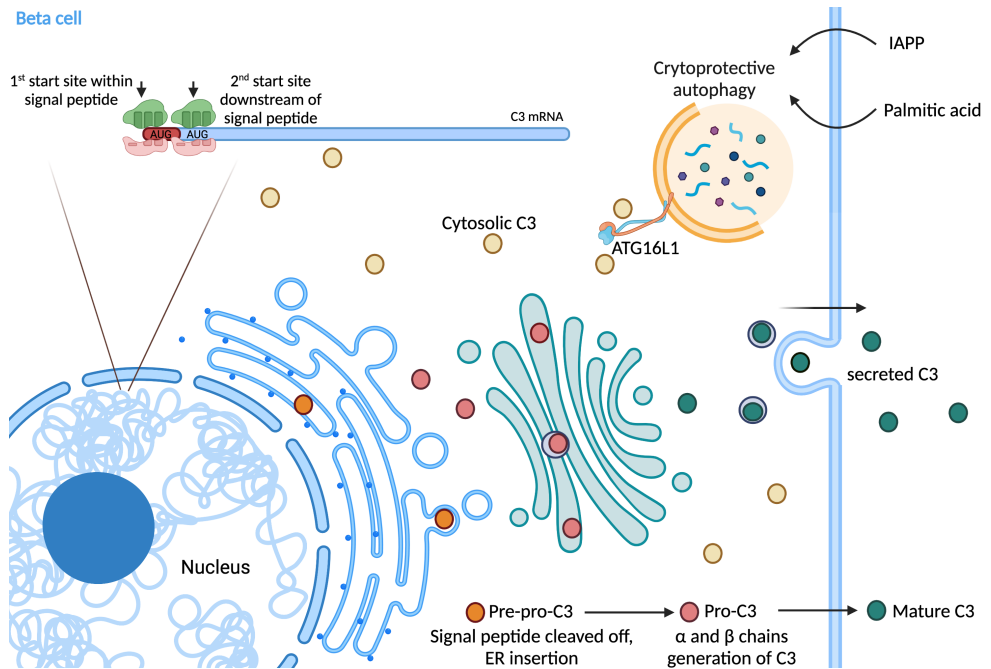 Beta cell
1st start site within
signal peptide
2nd start site
downstream of
signal peptide
AUG
AUG
C3 mRNA
Crytoprotective
autophagy
IAPP
Palmitic acid
Cytosolic C3
ATG16L1
secreted C3
Nucleus
Pre-pro-C3
Signal peptide cleaved off,
ER insertion
Pro-C3
α and β chains
generation of C3
Mature C3